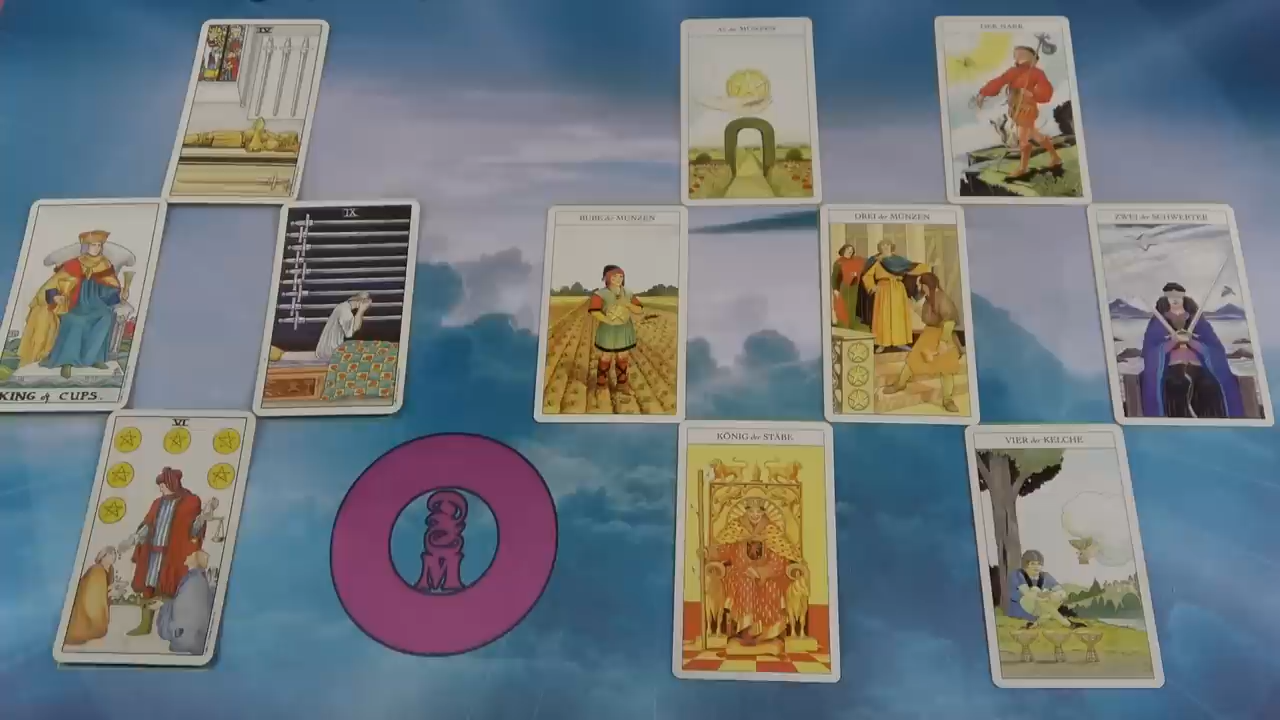 IV
AS der MÜNZEN
DER NARR
KING of CUPS.
IX
BUBE der MÜNZEN
DREI der MÜNZEN
ZWEI der SCHWERTER
VI
KÖNIG der STÄBE
VIER der KELCHE